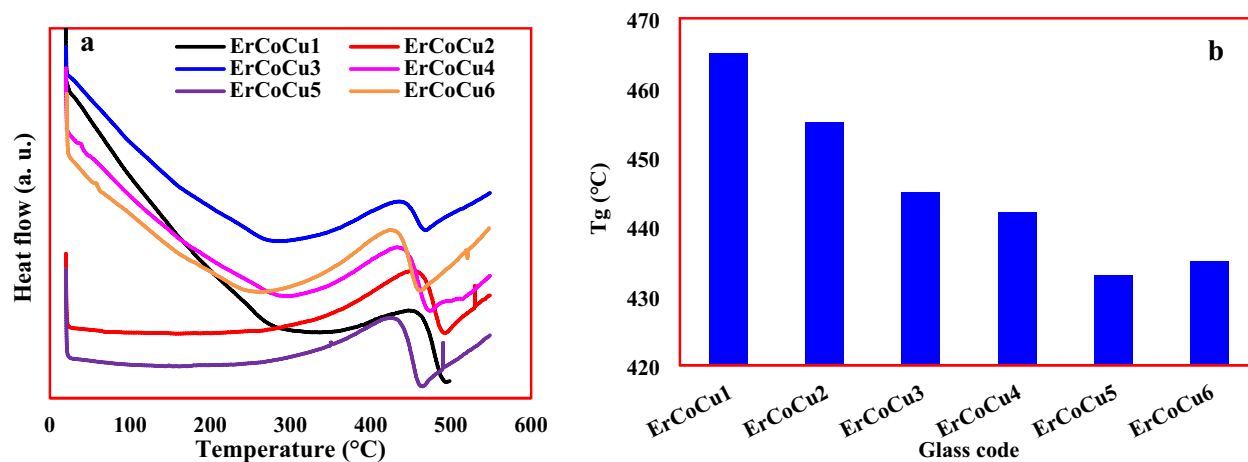 a
ErCoCu1 ErCoCu2
ErCoCu3 ErCoCu4
ErCoCu5 ErCoCu6
Heat flow (a. u.)
0 100 200 300 400 500 600
Temperature (°C)
b
470
460
450
440
430
420
Tg (°C)
ErCoCu1 ErCoCu2 ErCoCu3 ErCoCu4 ErCoCu5 ErCoCu6
Glass code